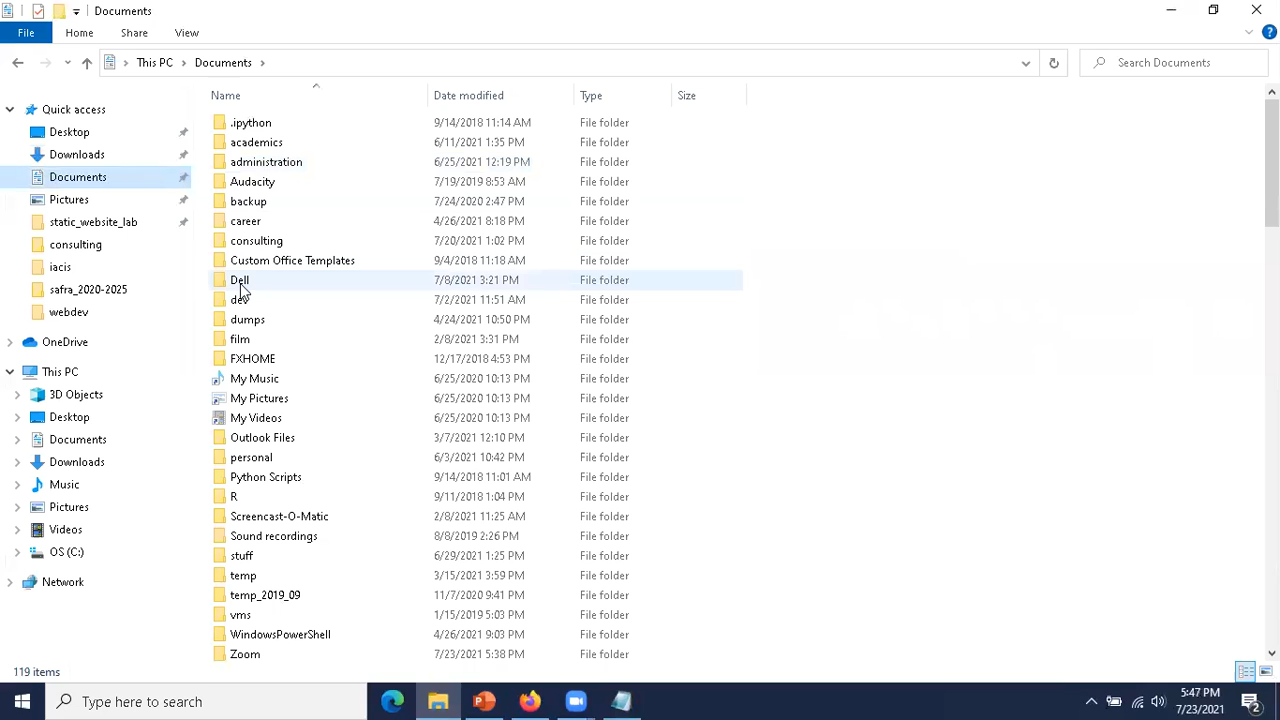 Documents
File Home Share View
This PC Documents Search Documents
Name Date modified Type Size
Quick access
Desktop
Downloads
Documents
Pictures
static_website_lab
consulting
iacis
safra_2020-2025
webdev
OneDrive
This PC
3D Objects
Desktop
Documents
Downloads
Music
Pictures
Videos
OS (C:)
Network
.ipython 9/14/2018 11:14 AM File folder
academics 6/11/2021 1:35 PM File folder
administration 6/25/2021 12:19 PM File folder
Audacity 7/19/2019 8:53 AM File folder
backup 7/24/2020 2:47 PM File folder
career 4/26/2021 8:18 PM File folder
consulting 7/20/2021 1:02 PM File folder
Custom Office Templates 9/4/2018 11:18 AM File folder
Dell 7/8/2021 3:21 PM File folder
dev 7/2/2021 11:51 AM File folder
dumps 4/24/2021 10:50 PM File folder
film 2/8/2021 3:31 PM File folder
FXHOME 12/17/2018 4:53 PM File folder
My Music 6/25/2020 10:13 PM File folder
My Pictures 6/25/2020 10:13 PM File folder
My Videos 6/25/2020 10:13 PM File folder
Outlook Files 3/7/2021 12:10 PM File folder
personal 6/3/2021 10:42 PM File folder
Python Scripts 9/14/2018 11:01 AM File folder
R 9/11/2018 1:04 PM File folder
Screencast-O-Matic 2/8/2021 11:25 AM File folder
Sound recordings 8/8/2019 2:26 PM File folder
stuff 6/29/2021 1:25 PM File folder
temp 3/15/2021 3:59 PM File folder
temp_2019_09 11/7/2020 9:41 PM File folder
vms 1/15/2019 5:03 PM File folder
WindowsPowerShell 4/26/2021 9:03 PM File folder
Zoom 7/23/2021 5:38 PM File folder
119 items
Type here to search
5:47 PM
7/23/2021
2